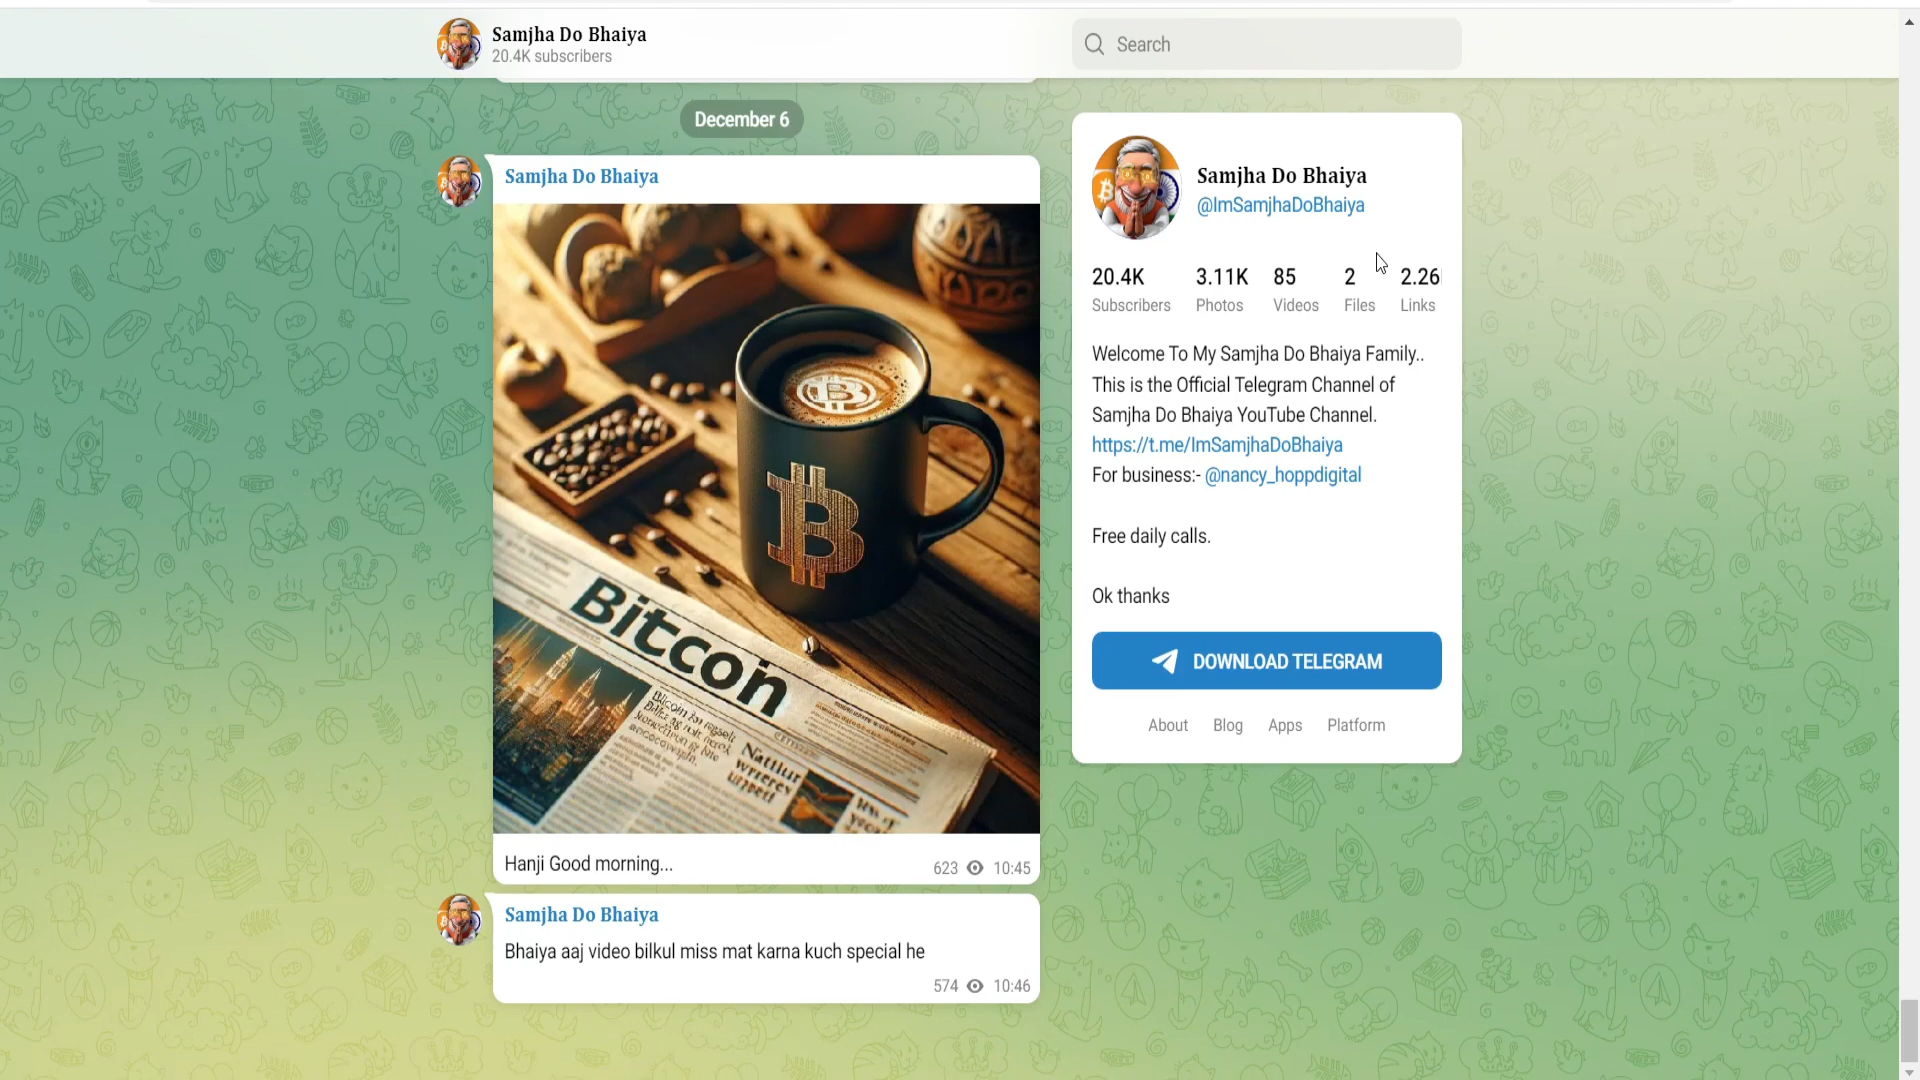 Samjha Do Bhaiya
20.4K subscribers
Search
December 6
Samjha Do Bhaiya
Bitcoin
Hanji Good morning...
623 10:45
Samjha Do Bhaiya
Bhaiya aaj video bilkul miss mat karna kuch special he
574 10:46
Samjha Do Bhaiya
@ImSamjhaDoBhaiya
20.4K 3.11K 85 2 2.26
Subscribers Photos Videos Files Links
Welcome To My Samjha Do Bhaiya Family..
This is the Official Telegram Channel of
Samjha Do Bhaiya YouTube Channel.
https://t.me/ImSamjhaDoBhaiya
For business:- @nancy_hoppdigital
Free daily calls.
Ok thanks
DOWNLOAD TELEGRAM
About Blog Apps Platform